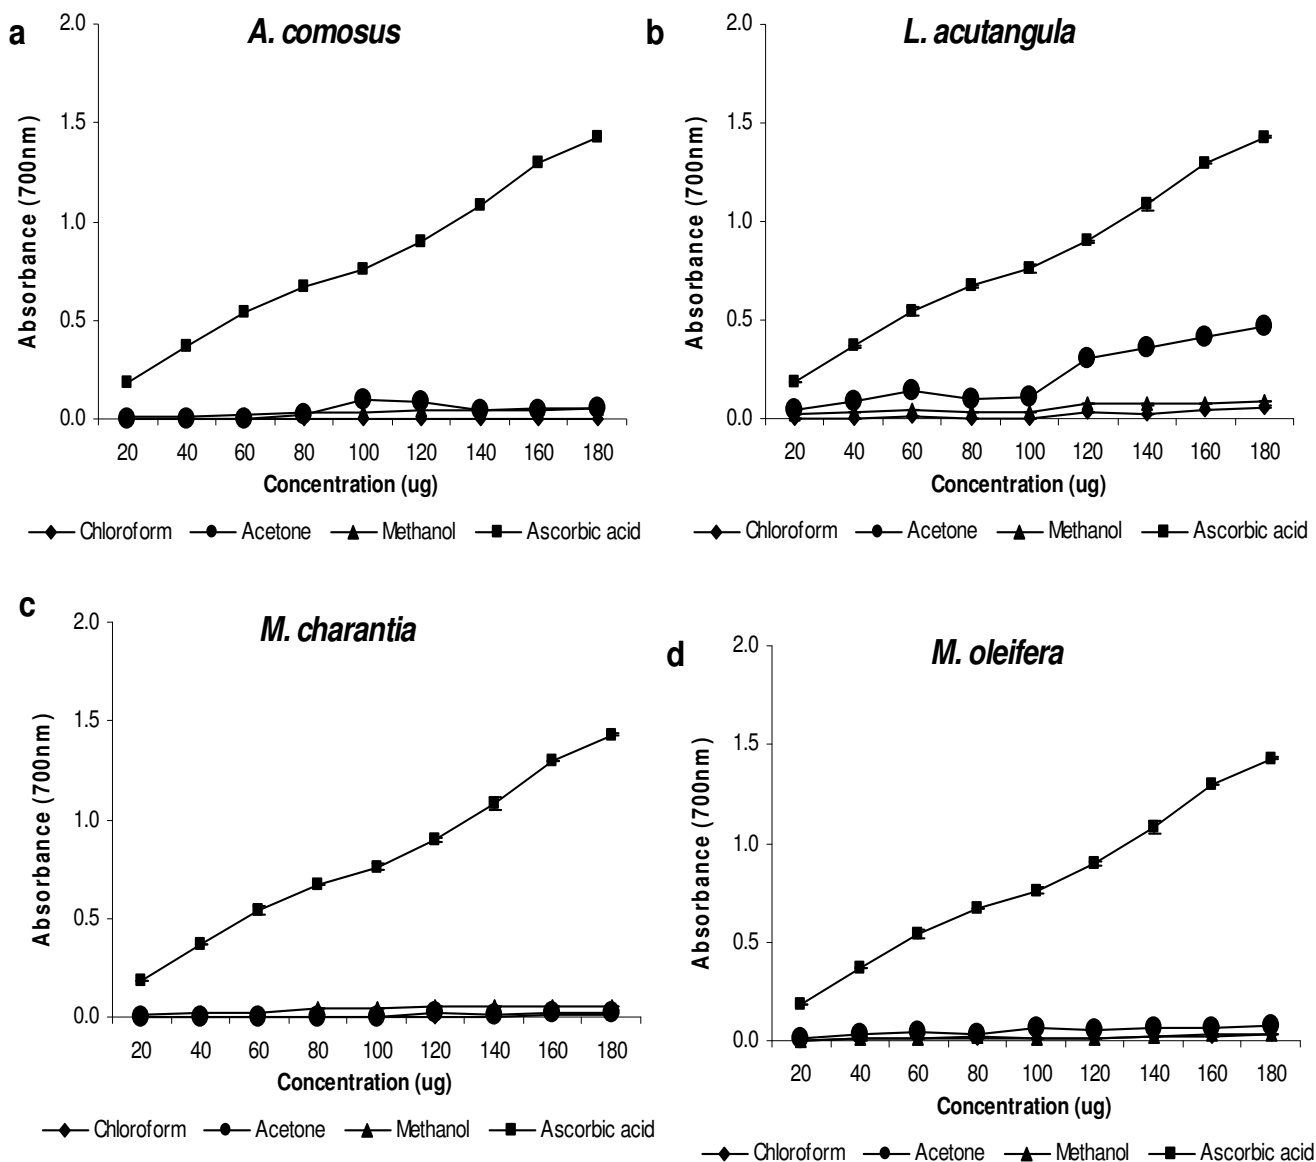 a
A. comosus
2.0
1.5
1.0
0.5
0.0
Absorbance (700nm)
20 40 60 80 100 120 140 160 180
Concentration (ug)
Chloroform Acetone Methanol Ascorbic acid
b
L. acutangula
2.0
1.5
1.0
0.5
0.0
Absorbance (700nm)
20 40 60 80 100 120 140 160 180
Concentration (ug)
Chloroform Acetone Methanol Ascorbic acid
c
M. charantia
2.0
1.5
1.0
0.5
0.0
Absorbance (700nm)
20 40 60 80 100 120 140 160 180
Concentration (ug)
Chloroform Acetone Methanol Ascorbic acid
d
M. oleifera
2.0
1.5
1.0
0.5
0.0
Absorbance (700nm)
20 40 60 80 100 120 140 160 180
Concentration (ug)
Chloroform Acetone Methanol Ascorbic acid